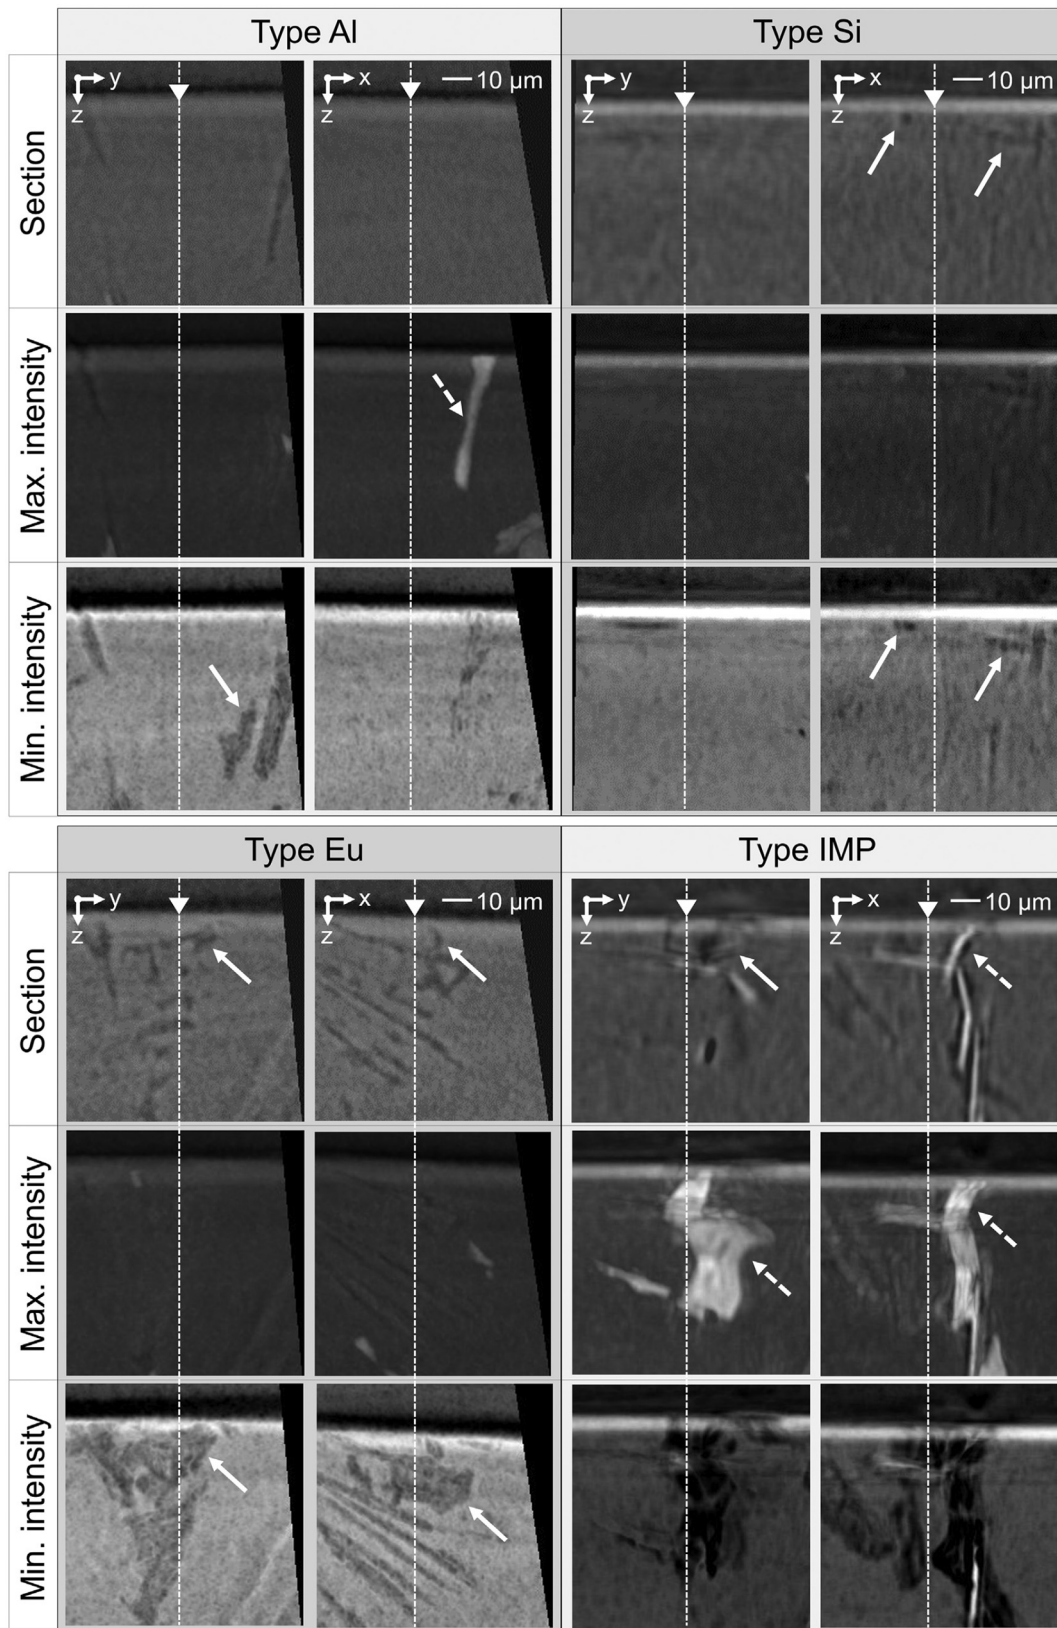 Type Al
Type Si
Section
y
z
x
z
10 µm
y
z
x
z
10 µm
Max. intensity
Min. intensity
Type Eu
Type IMP
Section
y
z
x
z
10 µm
y
z
x
z
10 µm
Max. intensity
Min. intensity